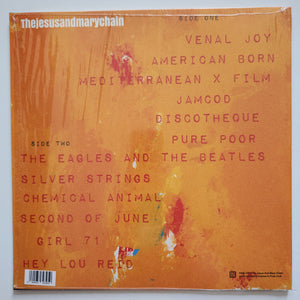 Thejesusandmarychain
SIDE ONE
VENAL JOY
AMERICAN BORN
MEDITERRANEAN X FILM
JAMCOD
DISCOTHEQUE
PURE POOR
SIDE TWO
THE EAGLES AND THE BEATLES
SILVER STRINGS
CHEMICAL ANIMAL
SECOND OF JUNE
GIRL 71
HEY LOU REID